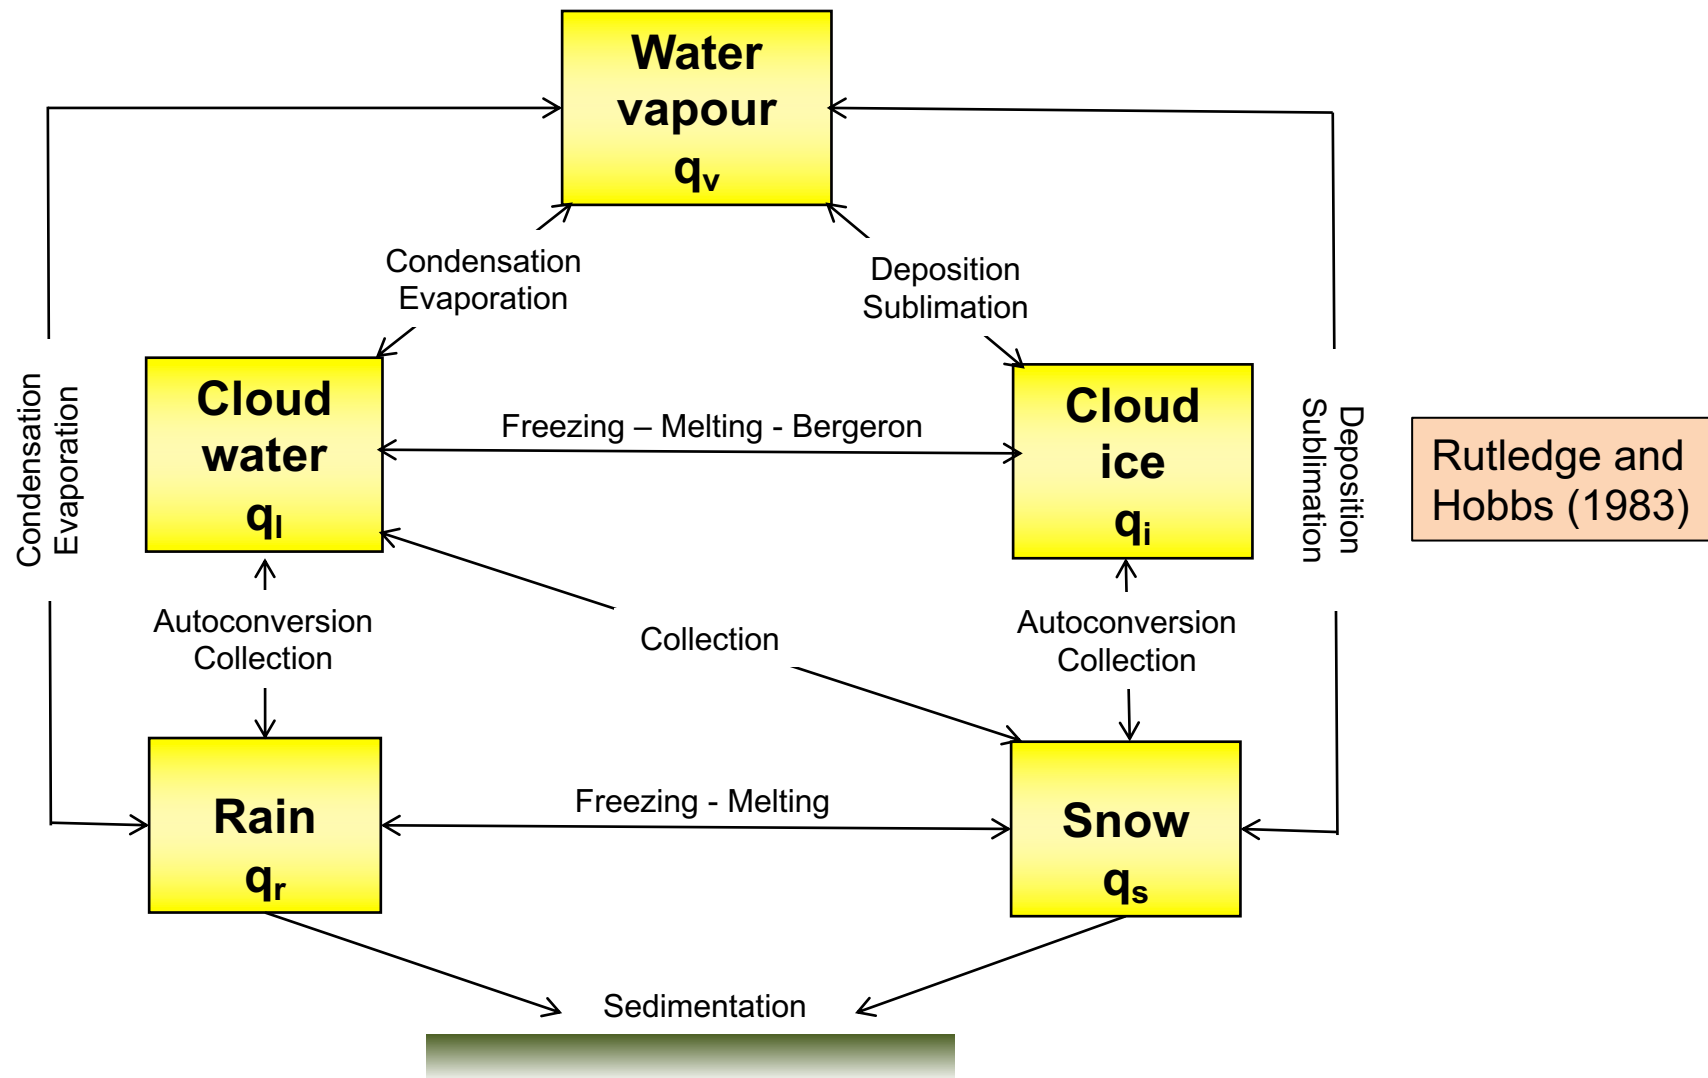 Water
vapour
qᵥ
Condensation
Evaporation
Deposition
Sublimation
Condensation
Evaporation
Cloud
water
qₗ
Freezing – Melting - Bergeron
Cloud
ice
qᵢ
Deposition
Sublimation
Rutledge and
Hobbs (1983)
Autoconversion
Collection
Collection
Autoconversion
Collection
Rain
qᵣ
Freezing - Melting
Snow
qₛ
Sedimentation